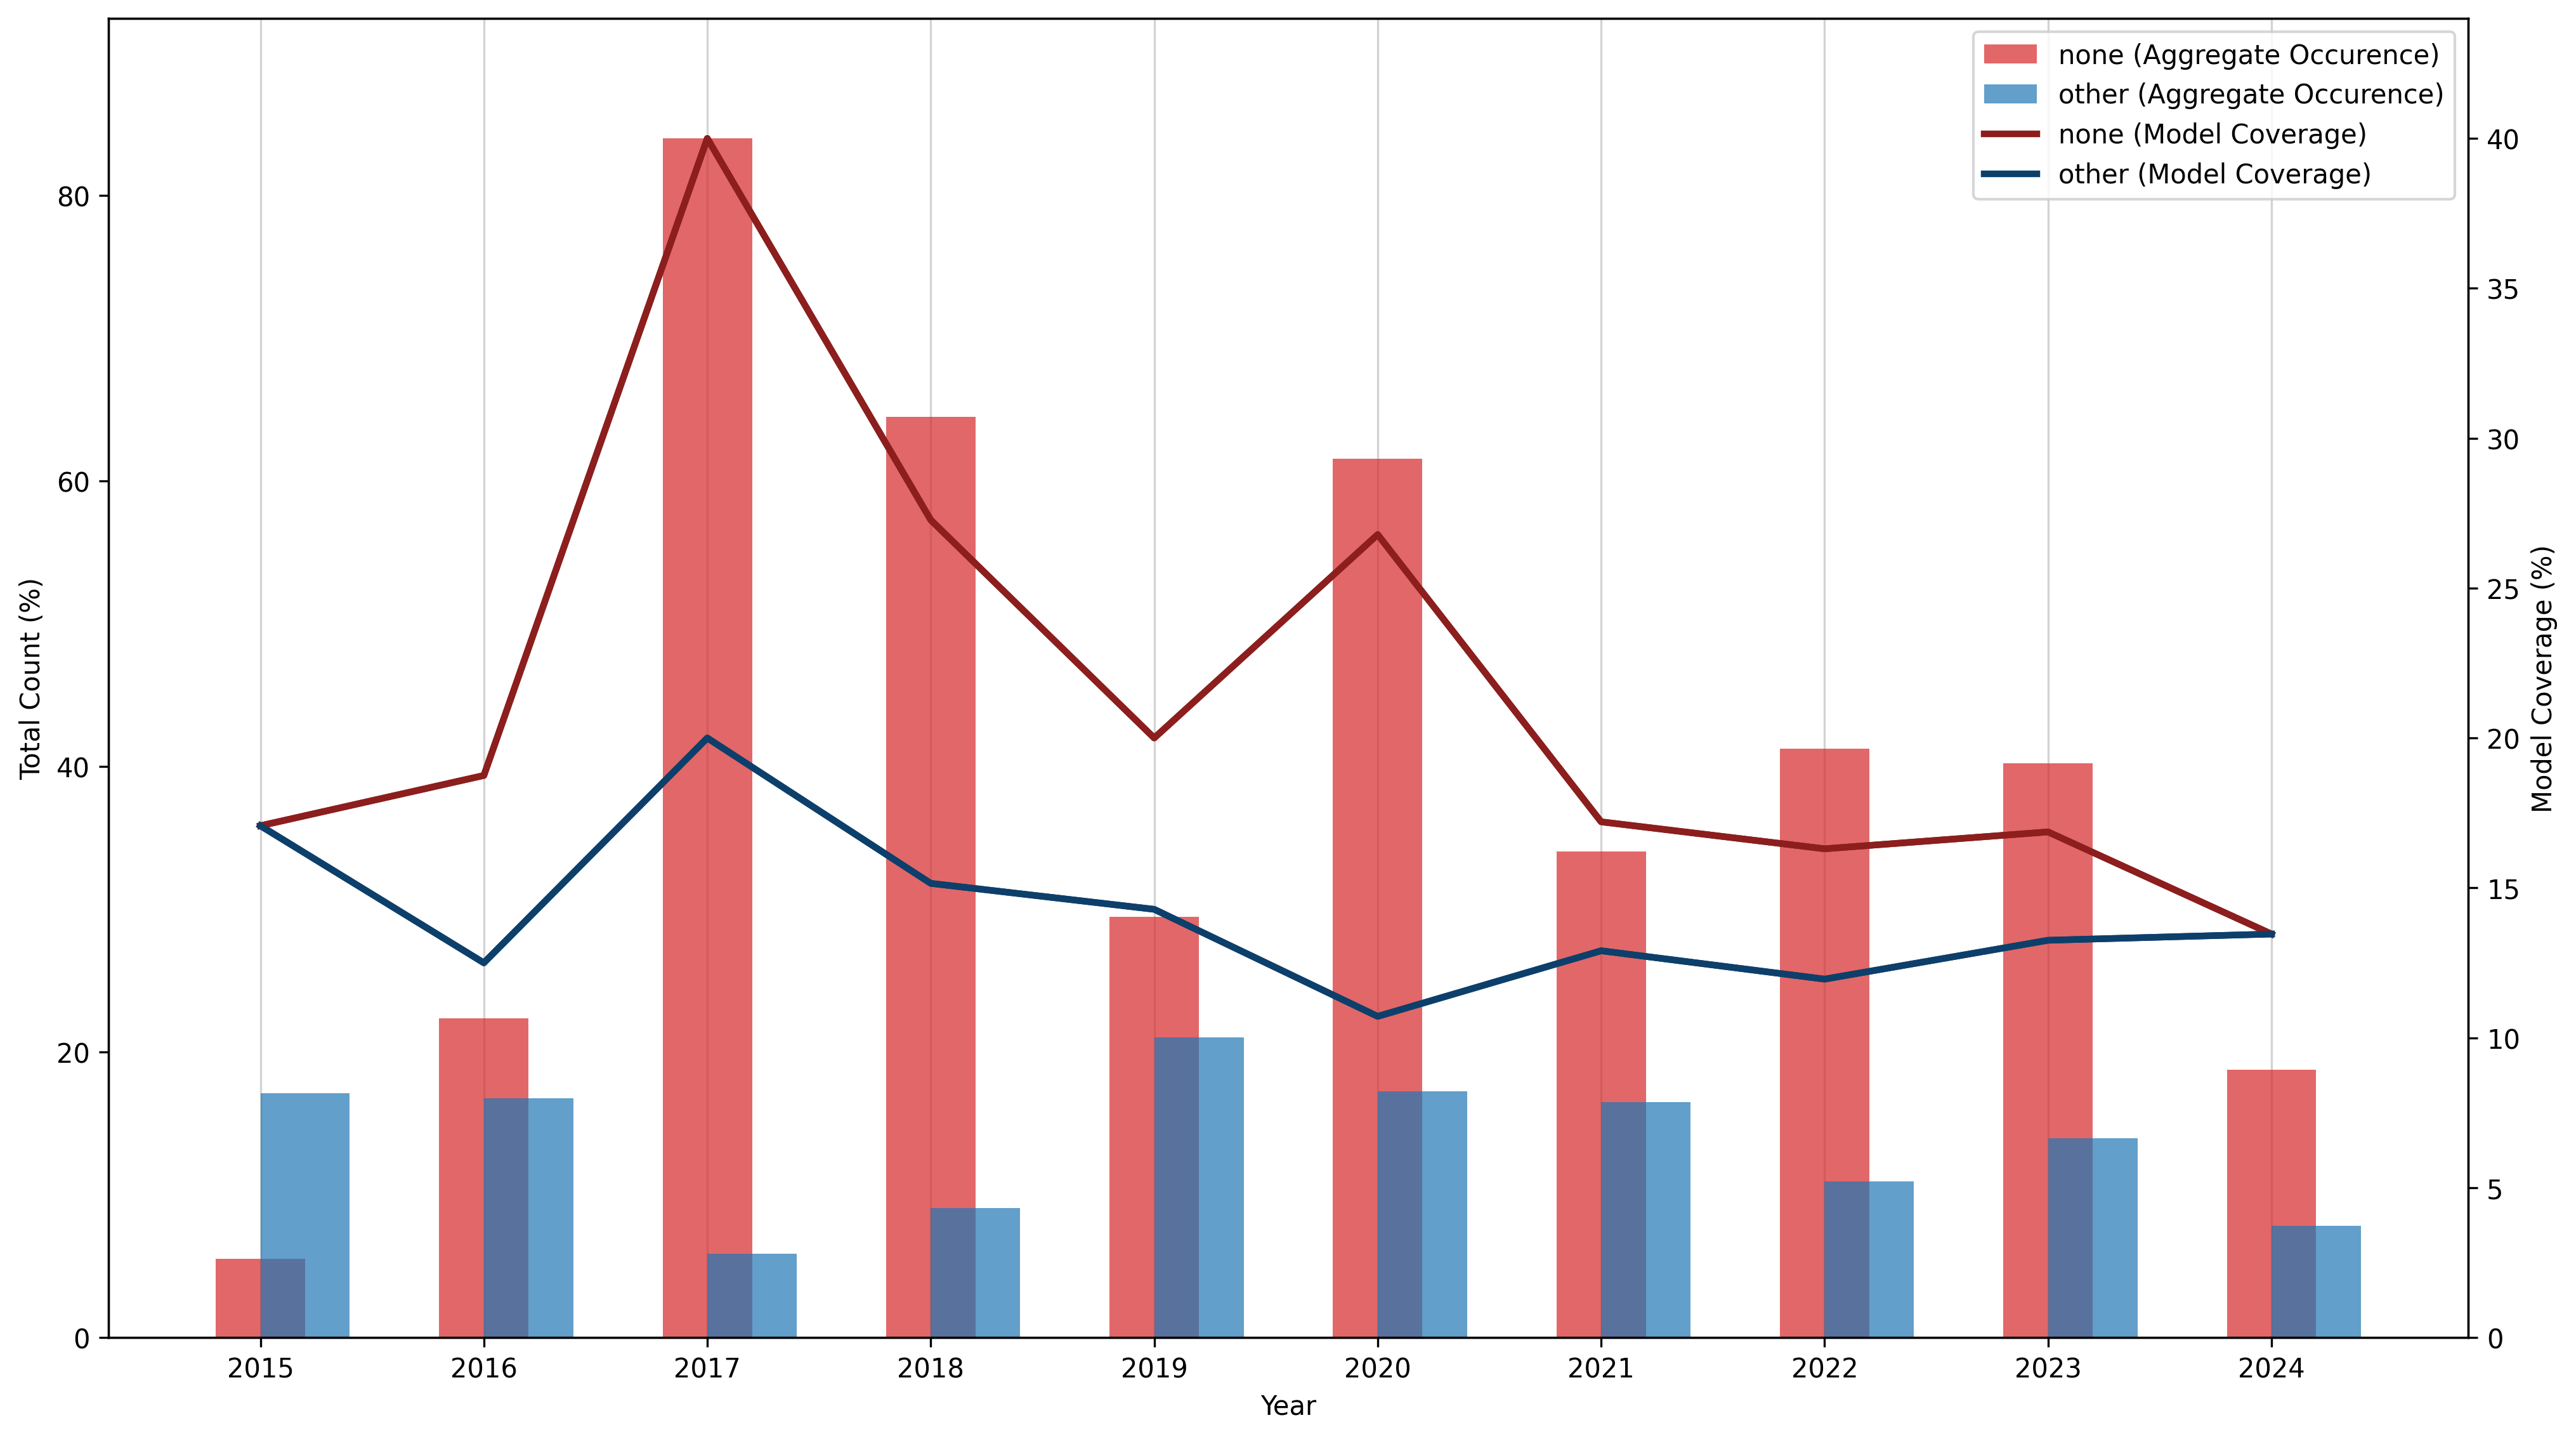 none (Aggregate Occurence)
other (Aggregate Occurence)
none (Model Coverage)
other (Model Coverage)
Total Count (%)
80
60
40
20
0
Model Coverage (%)
40
35
30
25
20
15
10
5
0
2015 2016 2017 2018 2019 2020 2021 2022 2023 2024
Year